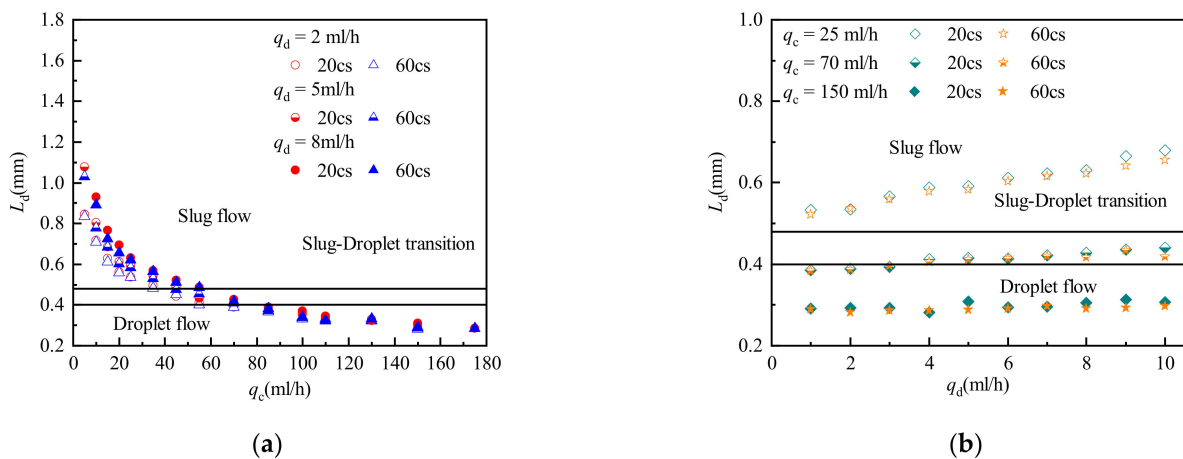 1.8
1.6
1.4
1.2
1.0
0.8
0.6
0.4
0.2
L_d(mm)
q_d = 2 ml/h
20cs 60cs
q_d = 5ml/h
20cs 60cs
q_d = 8ml/h
20cs 60cs
Slug flow
Slug-Droplet transition
Droplet flow
0 20 40 60 80 100 120 140 160 180
q_c(ml/h)
(a)
1.0
0.8
0.6
0.4
0.2
L_d(mm)
q_c = 25 ml/h 20cs 60cs
q_c = 70 ml/h 20cs 60cs
q_c = 150 ml/h 20cs 60cs
Slug flow
Slug-Droplet transition
Droplet flow
0 2 4 6 8 10
q_d(ml/h)
(b)